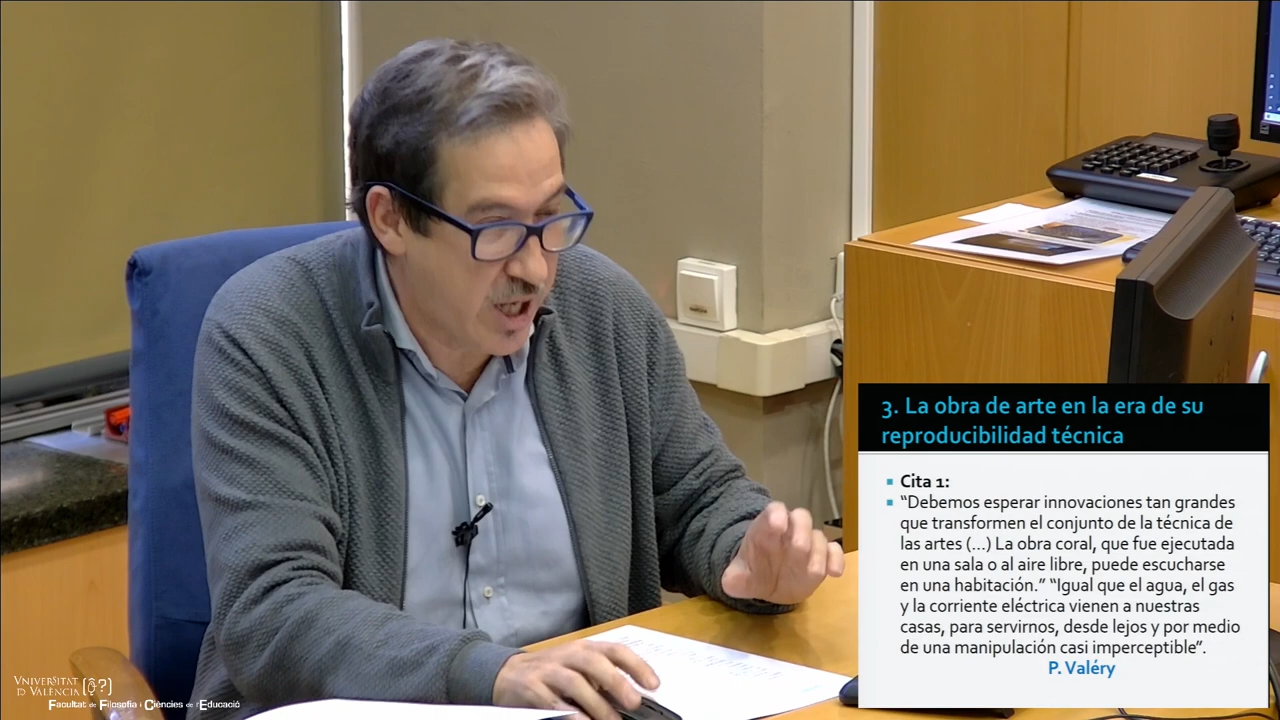 3. La obra de arte en la era de su
reproducibilidad técnica
Cita 1:
“Debemos esperar innovaciones tan grandes
que transformen el conjunto de la técnica de
las artes (...) La obra coral, que fue ejecutada
en una sala o al aire libre, puede escucharse
en una habitación.” “Igual que el agua, el gas
y la corriente eléctrica vienen a nuestras
casas, para servirnos, desde lejos y por medio
de una manipulación casi imperceptible”.
P. Valéry
VNIVERSITAT
D VALÈNCIA
Facultat de Filosofia i Ciències de l'Educació